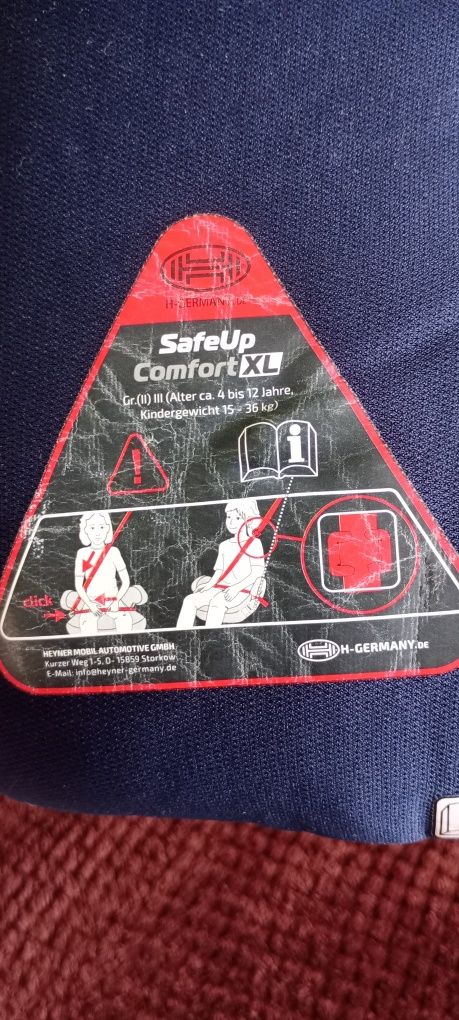 H-GERMANY.DE
SafeUp
Comfort XL
Gr.(II) III (Alter ca. 4 bis 12 Jahre,
Kindergewicht 15 - 36 kg)
click
HEYNER MOBIL AUTOMOTIVE GMBH
Kurzer Weg 1-5, D - 15859 Storkow
E-Mail: info@heyner-germany.de
H-GERMANY.DE